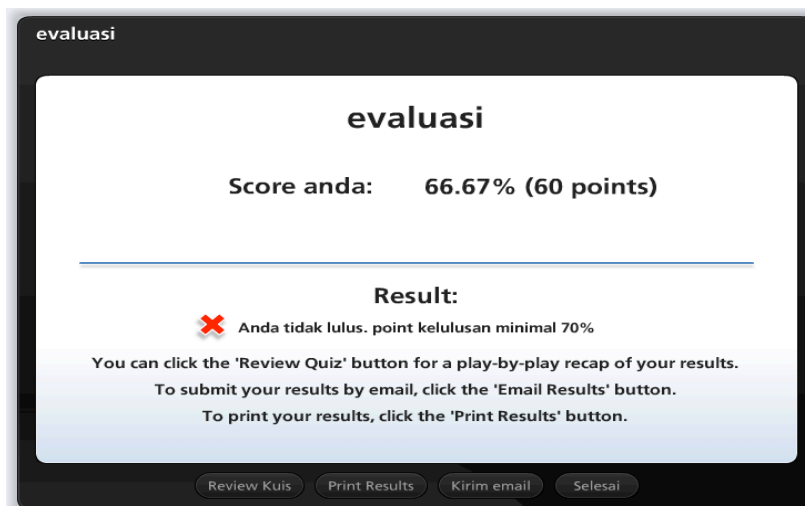 evaluasi
evaluasi
Score anda: 66.67% (60 points)
Result:
Anda tidak lulus. point kelulusan minimal 70%
You can click the 'Review Quiz' button for a play-by-play recap of your results.
To submit your results by email, click the 'Email Results' button.
To print your results, click the 'Print Results' button.
Review Kuis Print Results Kirim email Selesai